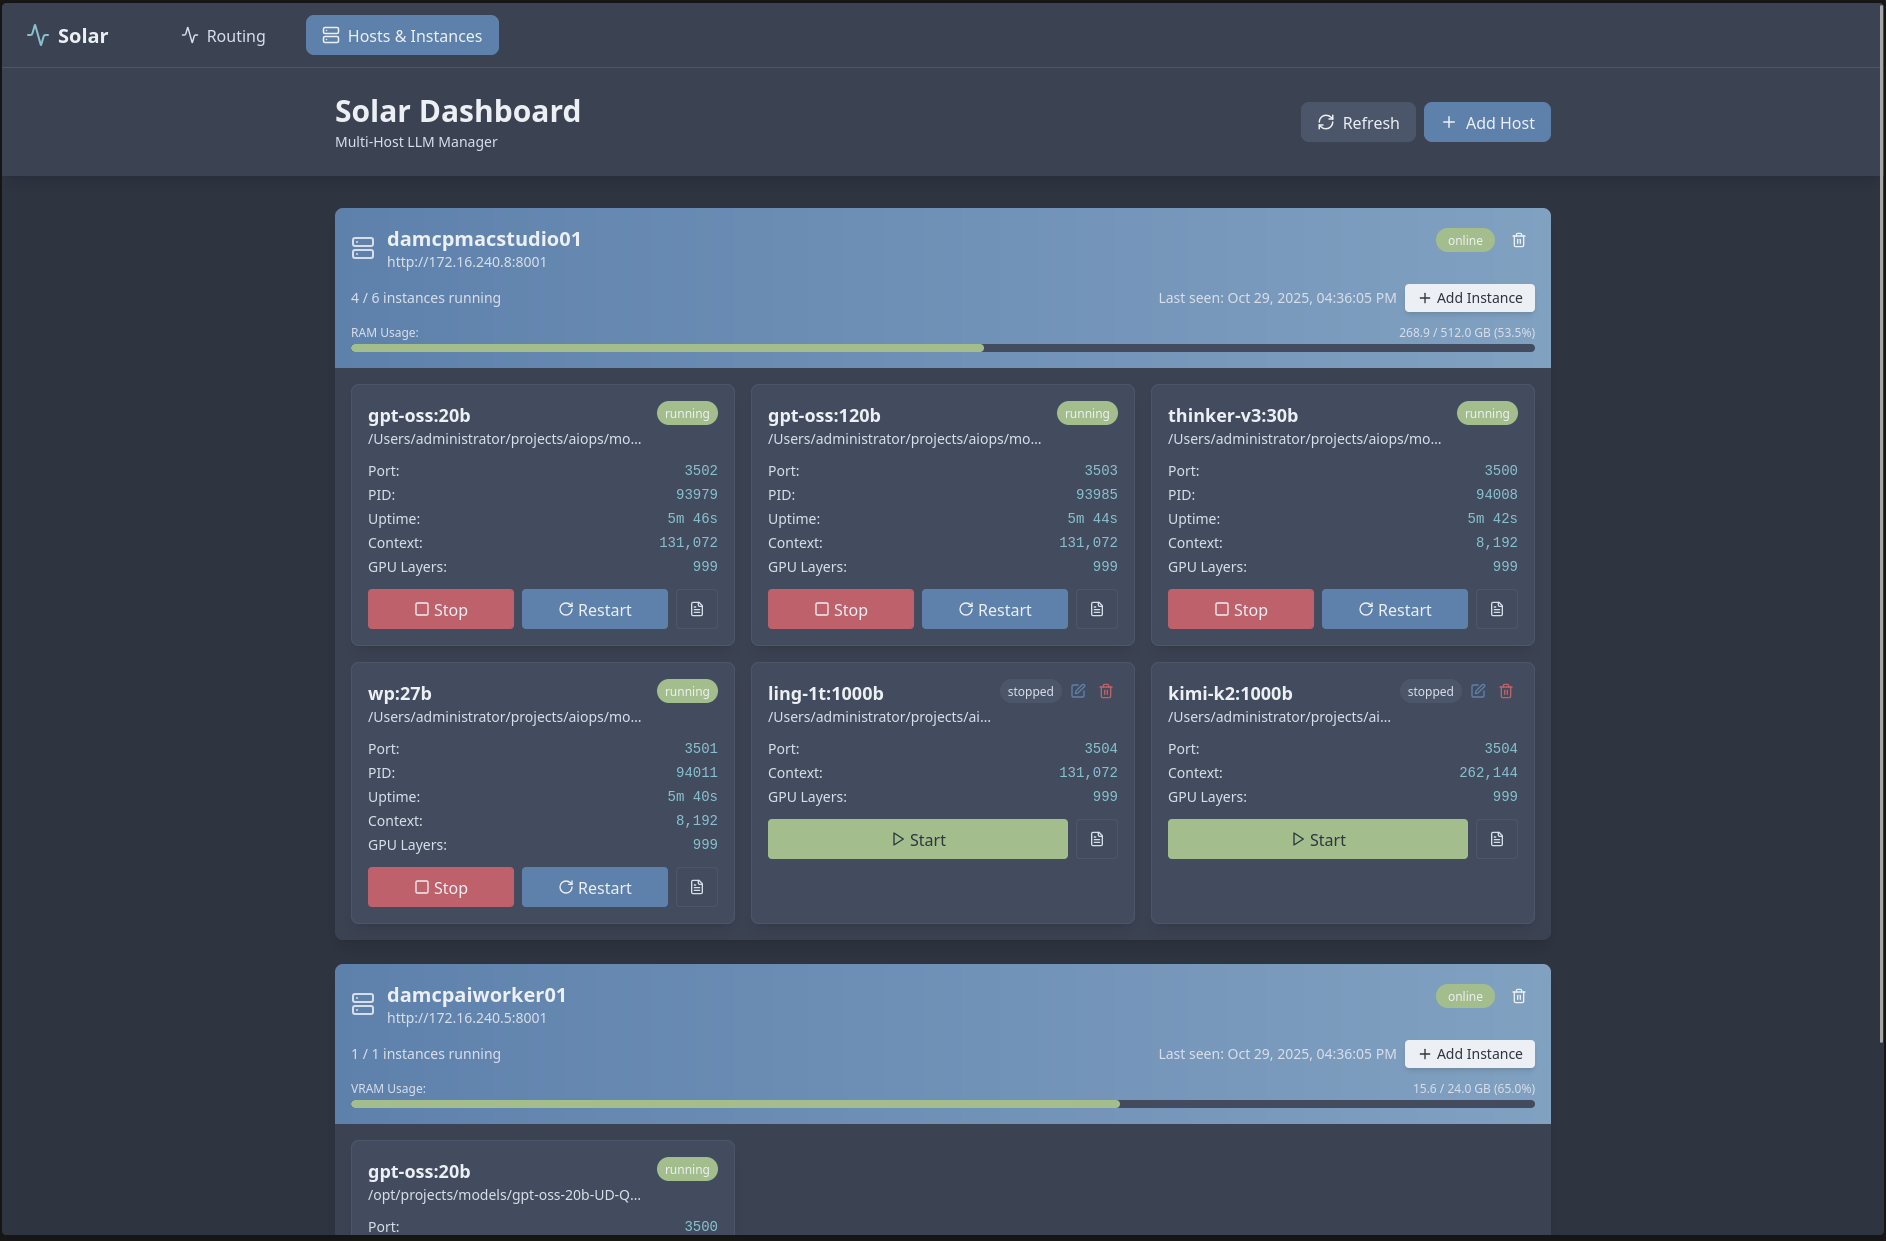 Solar
Routing
Hosts & Instances
Solar Dashboard
Multi-Host LLM Manager
Refresh
Add Host
damcpmacstudio01
online
http://172.16.240.8:8001
4 / 6 instances running
Last seen: Oct 29, 2025, 04:36:05 PM
Add Instance
RAM Usage:
268.9 / 512.0 GB (53.5%)
gpt-oss:20b
running
/Users/administrator/projects/aiops/mo...
Port: 3502
PID: 93979
Uptime: 5m 46s
Context: 131,072
GPU Layers: 999
Stop
Restart
gpt-oss:120b
running
/Users/administrator/projects/aiops/mo...
Port: 3503
PID: 93985
Uptime: 5m 44s
Context: 131,072
GPU Layers: 999
Stop
Restart
thinker-v3:30b
running
/Users/administrator/projects/aiops/mo...
Port: 3500
PID: 94008
Uptime: 5m 42s
Context: 8,192
GPU Layers: 999
Stop
Restart
wp:27b
running
/Users/administrator/projects/aiops/mo...
Port: 3501
PID: 94011
Uptime: 5m 40s
Context: 8,192
GPU Layers: 999
Stop
Restart
ling-1t:1000b
stopped
/Users/administrator/projects/ai...
Port: 3504
Context: 131,072
GPU Layers: 999
Start
kimi-k2:1000b
stopped
/Users/administrator/projects/ai...
Port: 3504
Context: 262,144
GPU Layers: 999
Start
damcpaiworker01
online
http://172.16.240.5:8001
1 / 1 instances running
Last seen: Oct 29, 2025, 04:36:05 PM
Add Instance
VRAM Usage:
15.6 / 24.0 GB (65.0%)
gpt-oss:20b
running
/opt/projects/models/gpt-oss-20b-UD-Q...
Port: 3500